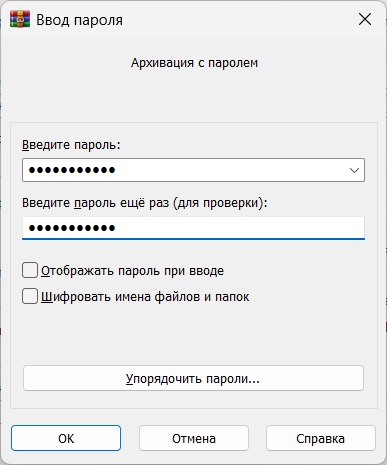 Ввод пароля
Архивация с паролем
Введите пароль:
●●●●●●●●●●●
Введите пароль ещё раз (для проверки):
●●●●●●●●●●●
Отображать пароль при вводе
Шифровать имена файлов и папок
Упорядочить пароли...
ОК
Отмена
Справка